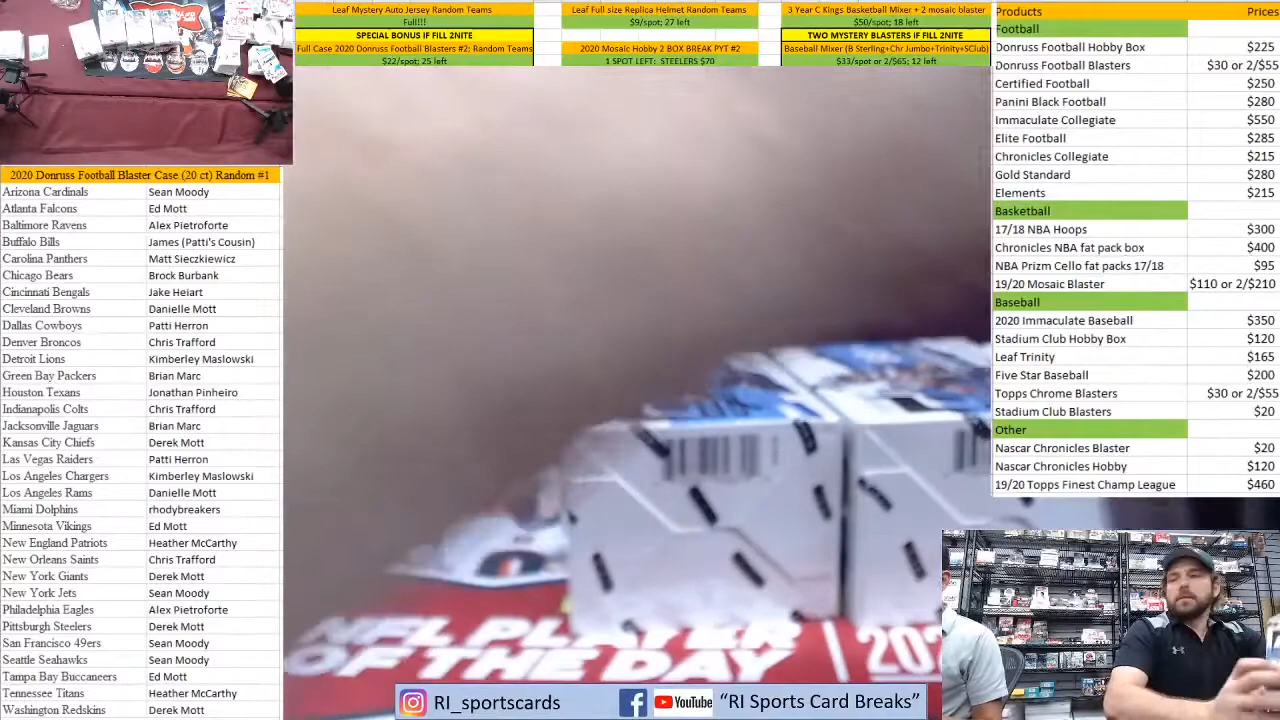 Leaf Mystery Auto Jersey Random Teams
Full!!!
SPECIAL BONUS IF FILL 2NITE
Full Case 2020 Donruss Football Blasters #2; Random Teams
$22/spot; 25 left
Leaf Full size Replica Helmet Random Teams
$9/spot; 27 left
2020 Mosaic Hobby 2 BOX BREAK PYT #2
1 SPOT LEFT: STEELERS $70
3 Year C Kings Basketball Mixer + 2 mosaic blaster
$50/spot; 18 left
TWO MYSTERY BLASTERS IF FILL 2NITE
Baseball Mixer (B Sterling+Chr Jumbo+Trinity+SClub)
$33/spot or 2/$65; 12 left
Products Prices
Football
Donruss Football Hobby Box $225
Donruss Football Blasters $30 or 2/$55
Certified Football $250
Panini Black Football $280
Immaculate Collegiate $550
Elite Football $285
Chronicles Collegiate $215
Gold Standard $280
Elements $215
Basketball
17/18 NBA Hoops $300
Chronicles NBA fat pack box $400
NBA Prizm Cello fat packs 17/18 $95
19/20 Mosaic Blaster $110 or 2/$210
Baseball
2020 Immaculate Baseball $350
Stadium Club Hobby Box $120
Leaf Trinity $165
Five Star Baseball $200
Topps Chrome Blasters $30 or 2/$55
Stadium Club Blasters $20
Other
Nascar Chronicles Blaster $20
Nascar Chronicles Hobby $120
19/20 Topps Finest Champ League $460
2020 Donruss Football Blaster Case (20 ct) Random #1
Arizona Cardinals Sean Moody
Atlanta Falcons Ed Mott
Baltimore Ravens Alex Pietroforte
Buffalo Bills James (Patti's Cousin)
Carolina Panthers Matt Sieczkiewicz
Chicago Bears Brock Burbank
Cincinnati Bengals Jake Heiart
Cleveland Browns Danielle Mott
Dallas Cowboys Patti Herron
Denver Broncos Chris Trafford
Detroit Lions Kimberley Maslowski
Green Bay Packers Brian Marc
Houston Texans Jonathan Pinheiro
Indianapolis Colts Chris Trafford
Jacksonville Jaguars Brian Marc
Kansas City Chiefs Derek Mott
Las Vegas Raiders Patti Herron
Los Angeles Chargers Kimberley Maslowski
Los Angeles Rams Danielle Mott
Miami Dolphins rhodybreakers
Minnesota Vikings Ed Mott
New England Patriots Heather McCarthy
New Orleans Saints Chris Trafford
New York Giants Derek Mott
New York Jets Sean Moody
Philadelphia Eagles Alex Pietroforte
Pittsburgh Steelers Derek Mott
San Francisco 49ers Sean Moody
Seattle Seahawks Sean Moody
Tampa Bay Buccaneers Ed Mott
Tennessee Titans Heather McCarthy
Washington Redskins Derek Mott
OF THE DAY
RI_sportscards
YouTube "RI Sports Card Breaks"